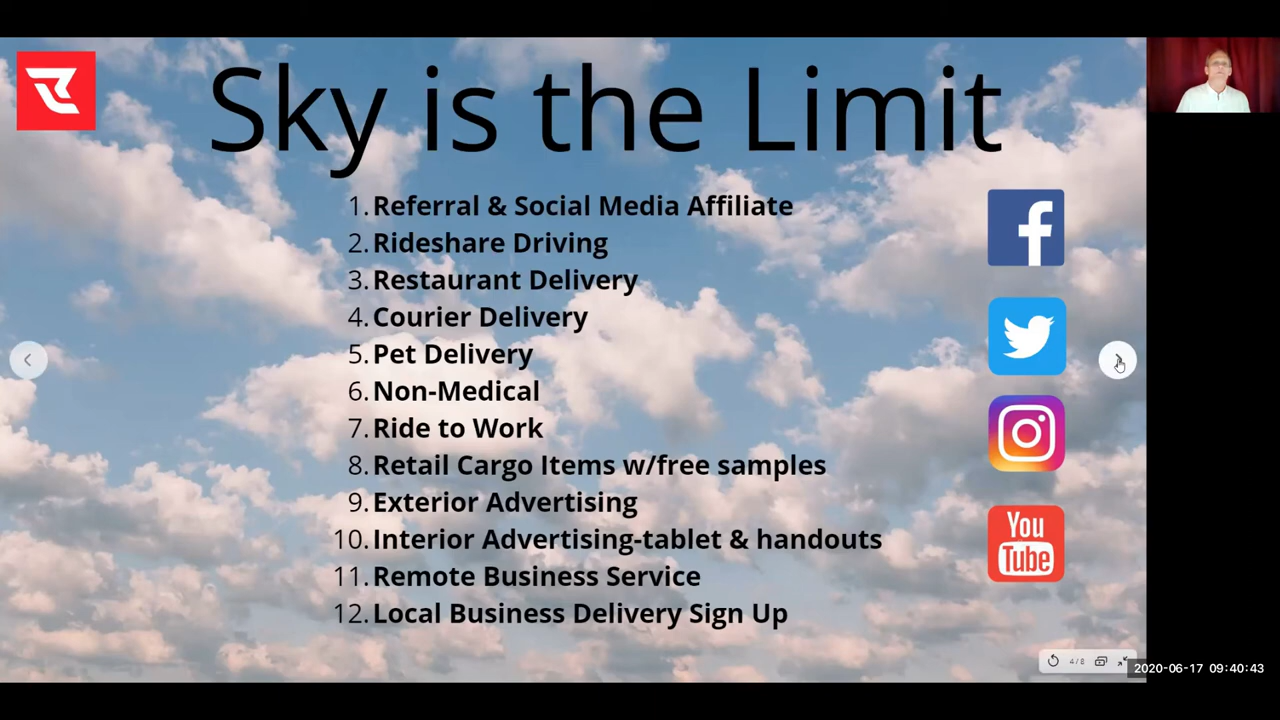 Sky is the Limit
1. Referral & Social Media Affiliate
2. Rideshare Driving
3. Restaurant Delivery
4. Courier Delivery
5. Pet Delivery
6. Non-Medical
7. Ride to Work
8. Retail Cargo Items w/free samples
9. Exterior Advertising
10. Interior Advertising-tablet & handouts
11. Remote Business Service
12. Local Business Delivery Sign Up
You
Tube
4/8
2020-06-17 09:40:43